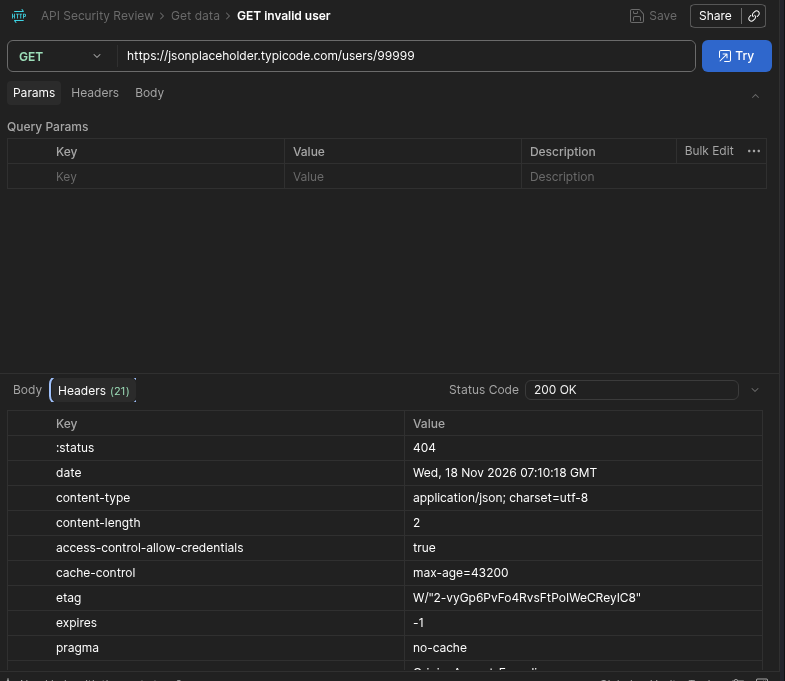 HTTP API Security Review > Get data > GET invalid user Save Share
GET https://jsonplaceholder.typicode.com/users/99999 Try
Params Headers Body
Query Params
Key Value Description Bulk Edit ···
Key Value Description
Body Headers (21) Status Code 200 OK
Key Value
:status 404
date Wed, 18 Nov 2026 07:10:18 GMT
content-type application/json; charset=utf-8
content-length 2
access-control-allow-credentials true
cache-control max-age=43200
etag W/"2-vyGp6PvFo4RvsFtPoIWeCReyIC8"
expires -1
pragma no-cache